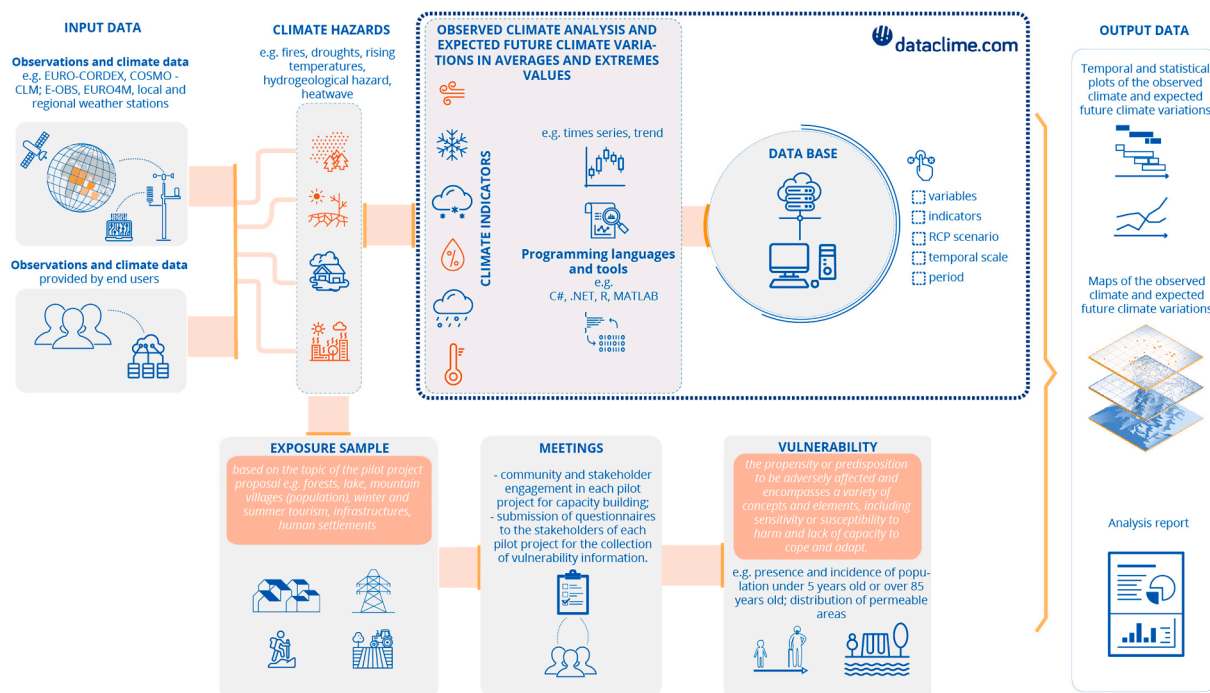 INPUT DATA
Observations and climate data
e.g. EURO-CORDEX, COSMO -
CLM; E-OBS, EURO4M, local and
regional weather stations
Observations and climate data
provided by end users
CLIMATE HAZARDS
e.g. fires, droughts, rising
temperatures,
hydrogeological hazard,
heatwave
OBSERVED CLIMATE ANALYSIS AND
EXPECTED FUTURE CLIMATE VARIA-
TIONS IN AVERAGES AND EXTREMES
VALUES
CLIMATE INDICATORS
%
e.g. times series, trend
Programming languages
and tools
e.g.
C#, .NET, R, MATLAB
dataclime.com
DATA BASE
variables
indicators
RCP scenario
temporal scale
period
OUTPUT DATA
Temporal and statistical
plots of the observed
climate and expected
future climate variations
Maps of the observed
climate and expected
future climate variations
Analysis report
EXPOSURE SAMPLE
based on the topic of the pilot project
proposal e.g. forests, lake, mountain
villages (population), winter and
summer tourism, infrastructures,
human settlements
MEETINGS
- community and stakeholder
engagement in each pilot
project for capacity building;
- submission of questionnaires
to the stakeholders of each
pilot project for the collection
of vulnerability information.
VULNERABILITY
the propensity or predisposition
to be adversely affected and
encompasses a variety of
concepts and elements, including
sensitivity or susceptibility to
harm and lack of capacity to
cope and adapt.
e.g. presence and incidence of popu-
lation under 5 years old or over 85
years old; distribution of permeable
areas